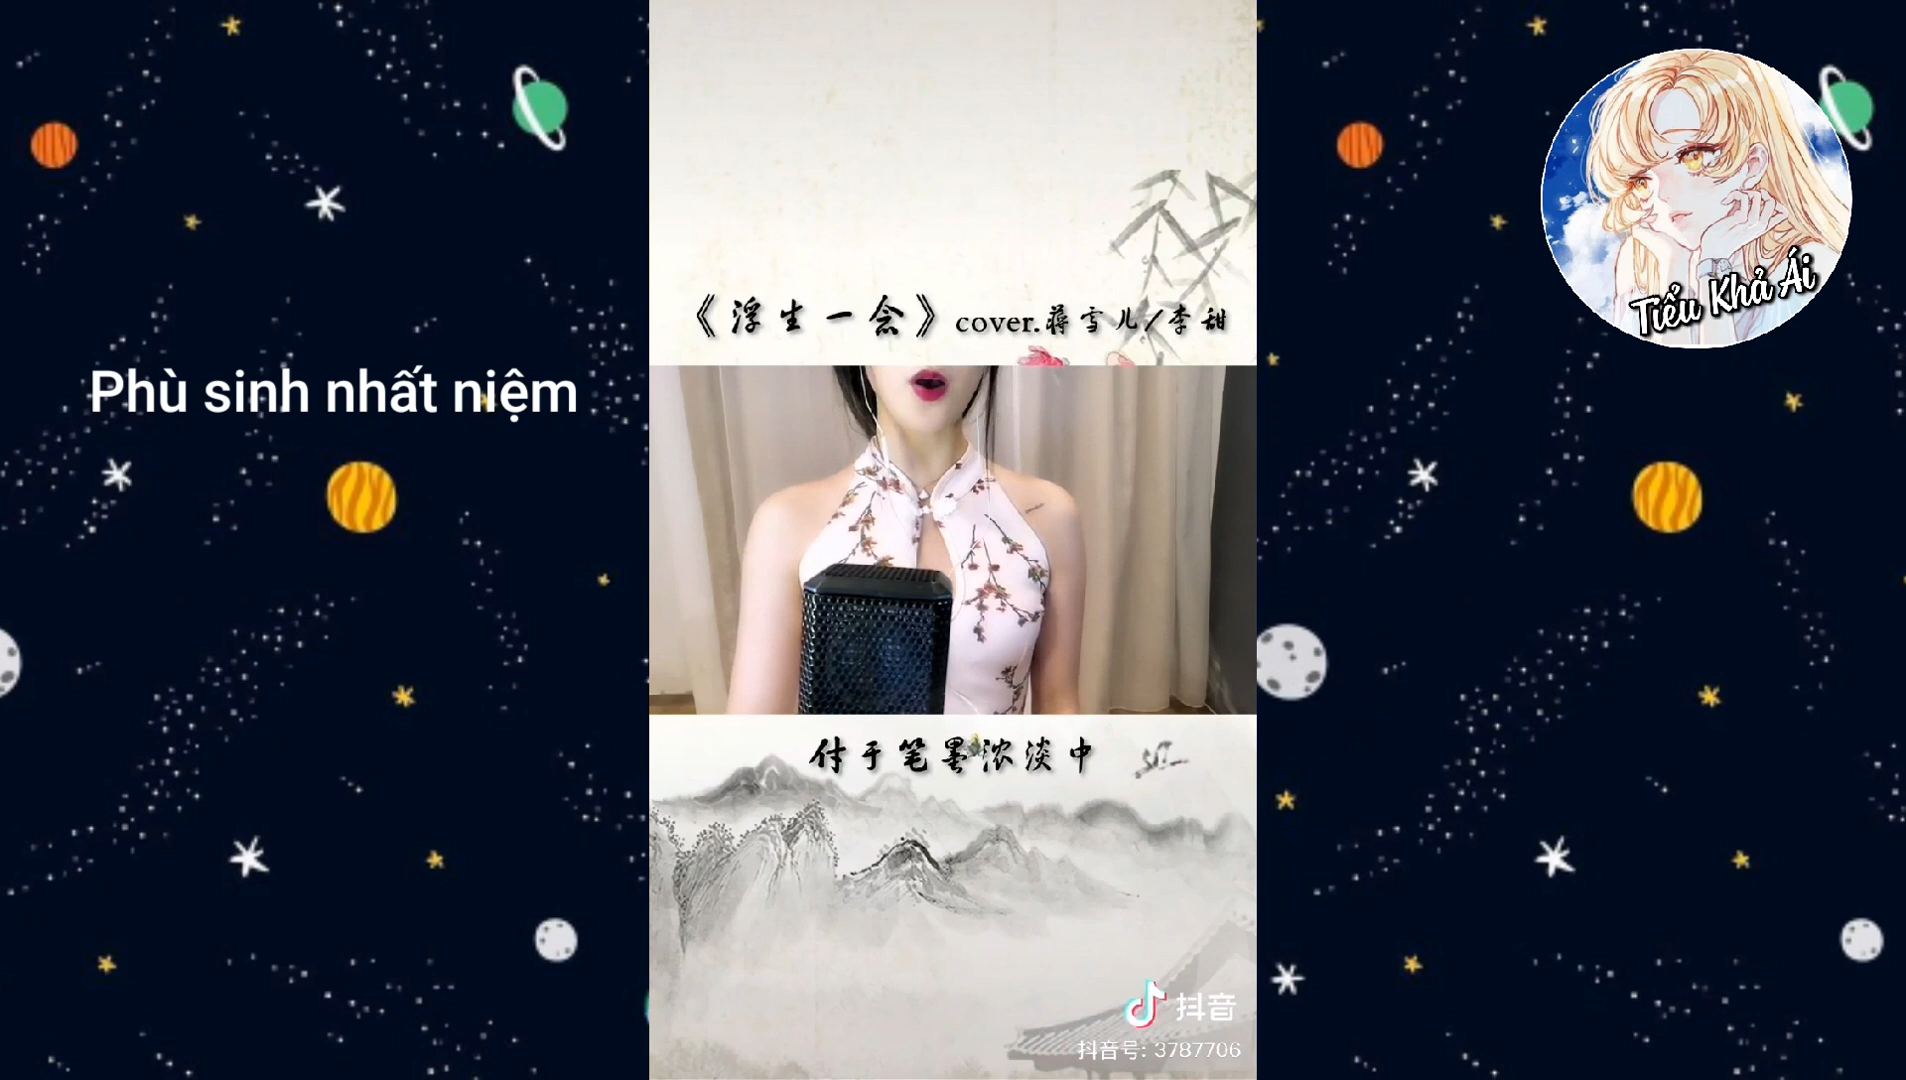 《浮生一念》cover.蒋雪儿/李甜
Tiểu Khả Ái
Phù sinh nhất niệm
付于笔墨浓淡中
抖音
抖音号: 3787706